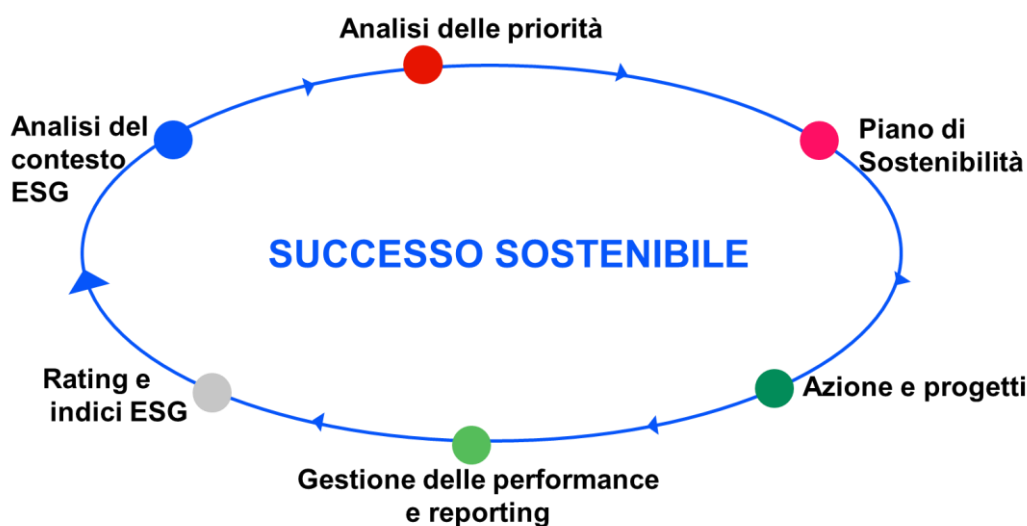 Analisi delle priorità
Analisi del
contesto
ESG
Piano di
Sostenibilità
SUCCESSO SOSTENIBILE
Rating e
indici ESG
Azione e progetti
Gestione delle performance
e reporting